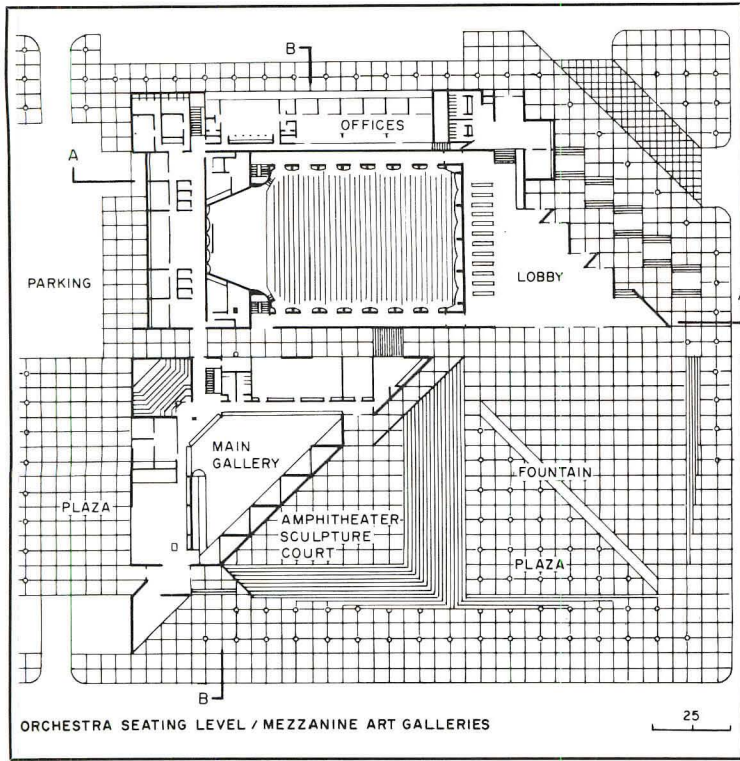 B
OFFICES
A
PARKING
LOBBY
A
MAIN
GALLERY
FOUNTAIN
PLAZA
AMPHITHEATER-
SCULPTURE
COURT
PLAZA
B
ORCHESTRA SEATING LEVEL / MEZZANINE ART GALLERIES
25